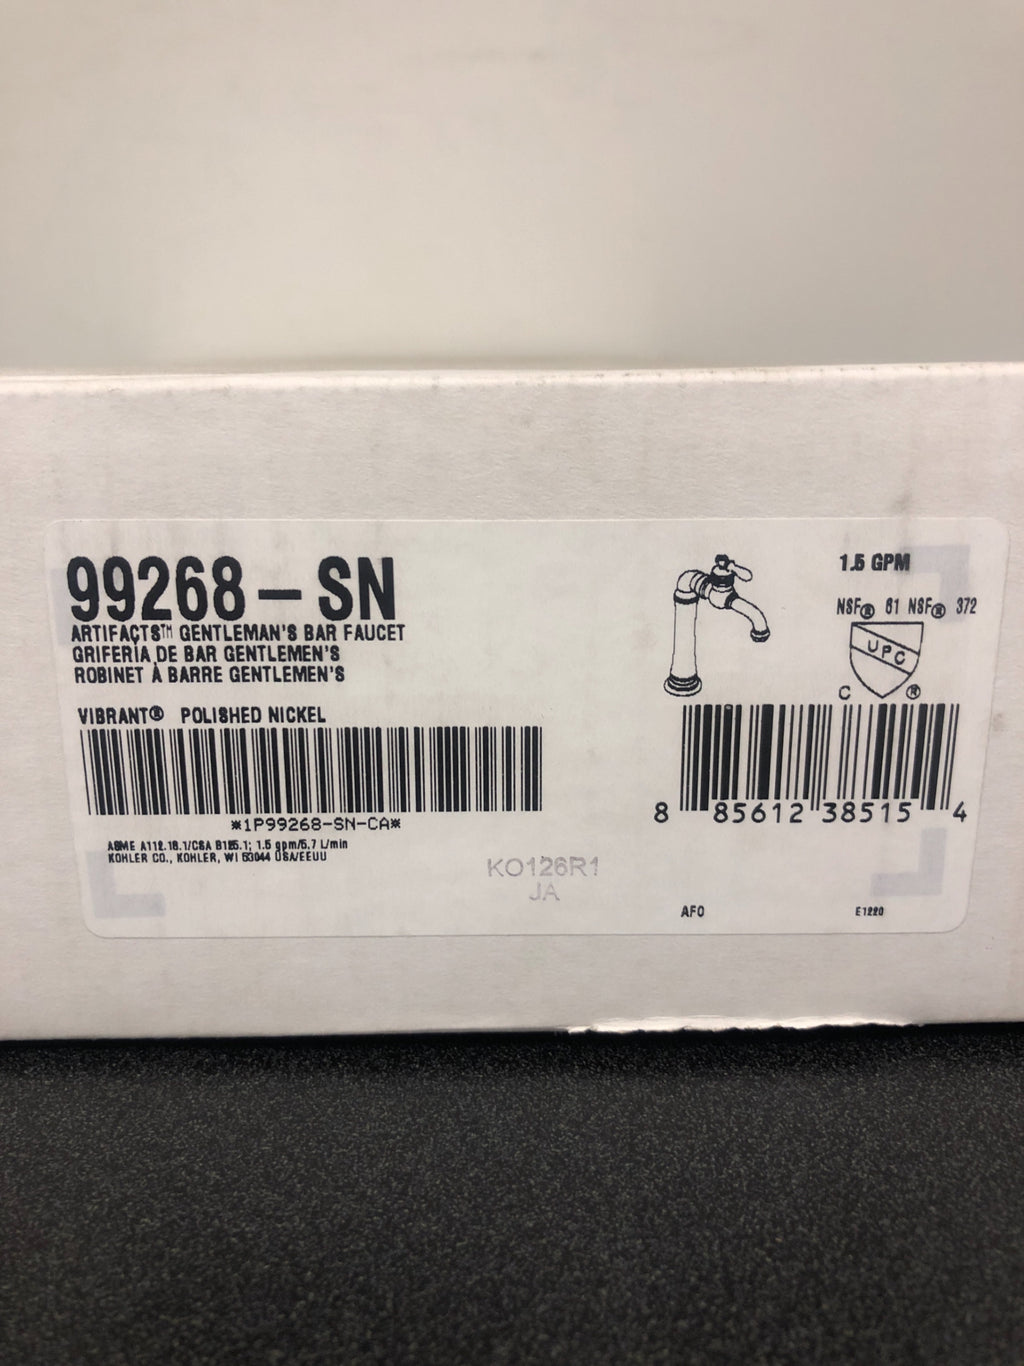 99268-SN
ARTIFACTS™ GENTLEMAN'S BAR FAUCET
GRIFERÍA DE BAR GENTLEMEN'S
ROBINET À BARRE GENTLEMEN'S
VIBRANT® POLISHED NICKEL
*1P99268-SN-CA*
ASME A112.18.1/CSA B125.1; 1.5 gpm/5.7 L/min
KOHLER CO., KOHLER, WI 53044 USA/EEUU
KO126R1
JA
1.5 GPM
NSF® 61 NSF® 372
UPC
C ®
8 85612 38515 4
AFO
E1220